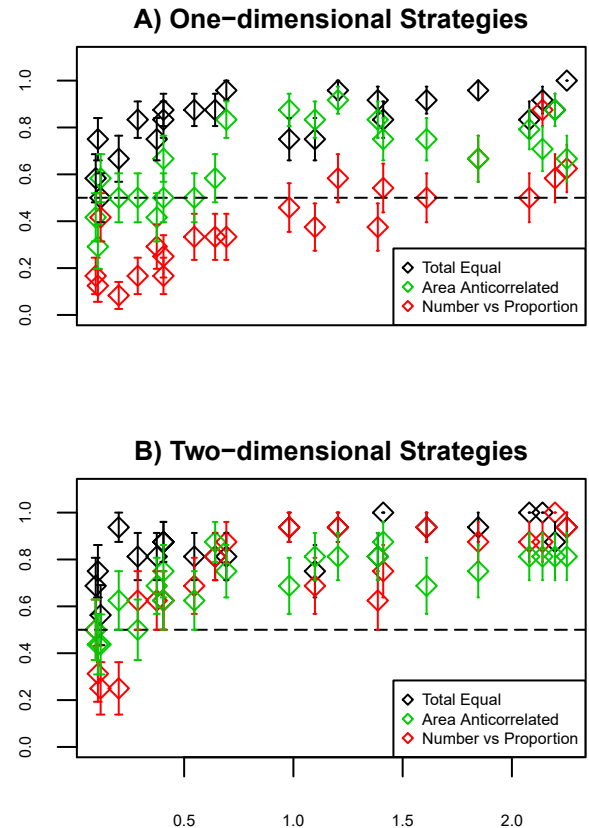 A) One−dimensional Strategies
1.0
0.8
0.6
0.4
0.2
0.0
Total Equal
Area Anticorrelated
Number vs Proportion
B) Two−dimensional Strategies
1.0
0.8
0.6
0.4
0.2
0.0
Total Equal
Area Anticorrelated
Number vs Proportion
0.5 1.0 1.5 2.0